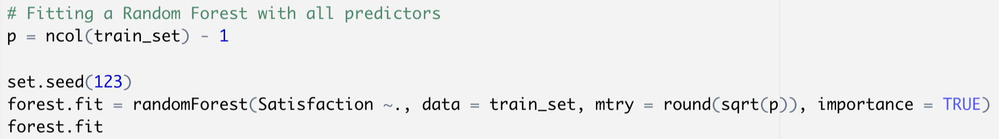 # Fitting a Random Forest with all predictors
p = ncol(train_set) - 1
set.seed(123)
forest.fit = randomForest(Satisfaction ~., data = train_set, mtry = round(sqrt(p)), importance = TRUE)
forest.fit